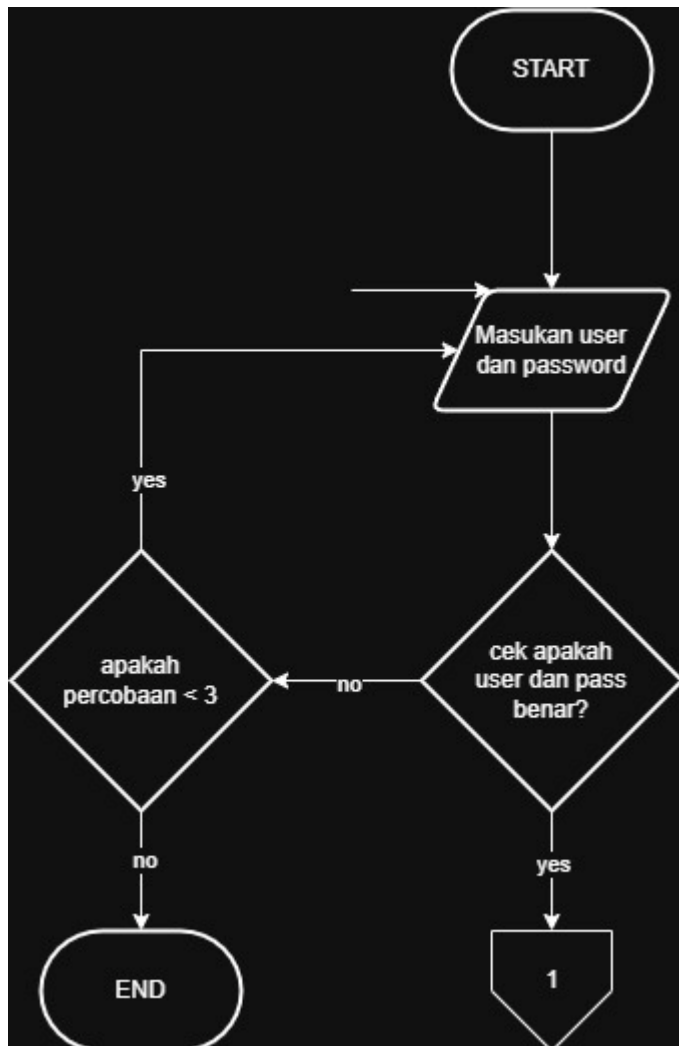 START
Masukan user
dan password
yes
apakah
percobaan < 3
no
cek apakah
user dan pass
benar?
no
yes
END
1